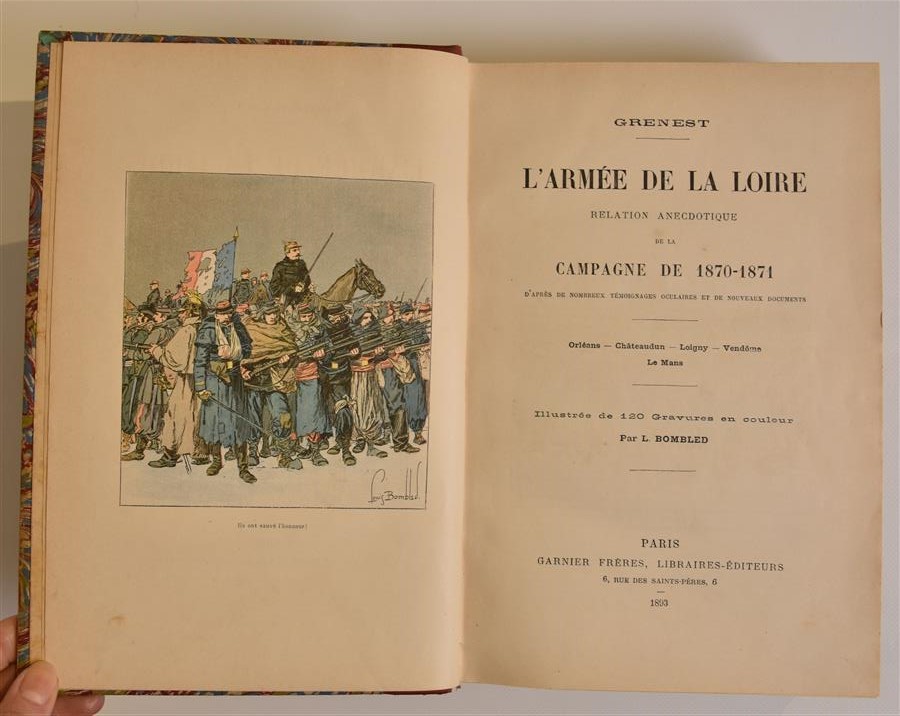 Louis Bombled
Ils ont sauvé l'honneur!
GRENEST
L'ARMÉE DE LA LOIRE
RELATION ANECDOTIQUE
DE LA
CAMPAGNE DE 1870-1871
D'APRÈS DE NOMBREUX TÉMOIGNAGES OCULAIRES ET DE NOUVEAUX DOCUMENTS
Orléans — Châteaudun — Loigny — Vendôme
Le Mans
Illustrée de 120 Gravures en couleur
Par L. BOMBLED
PARIS
GARNIER FRÈRES, LIBRAIRES-ÉDITEURS
6, RUE DES SAINTS-PÈRES, 6
1893